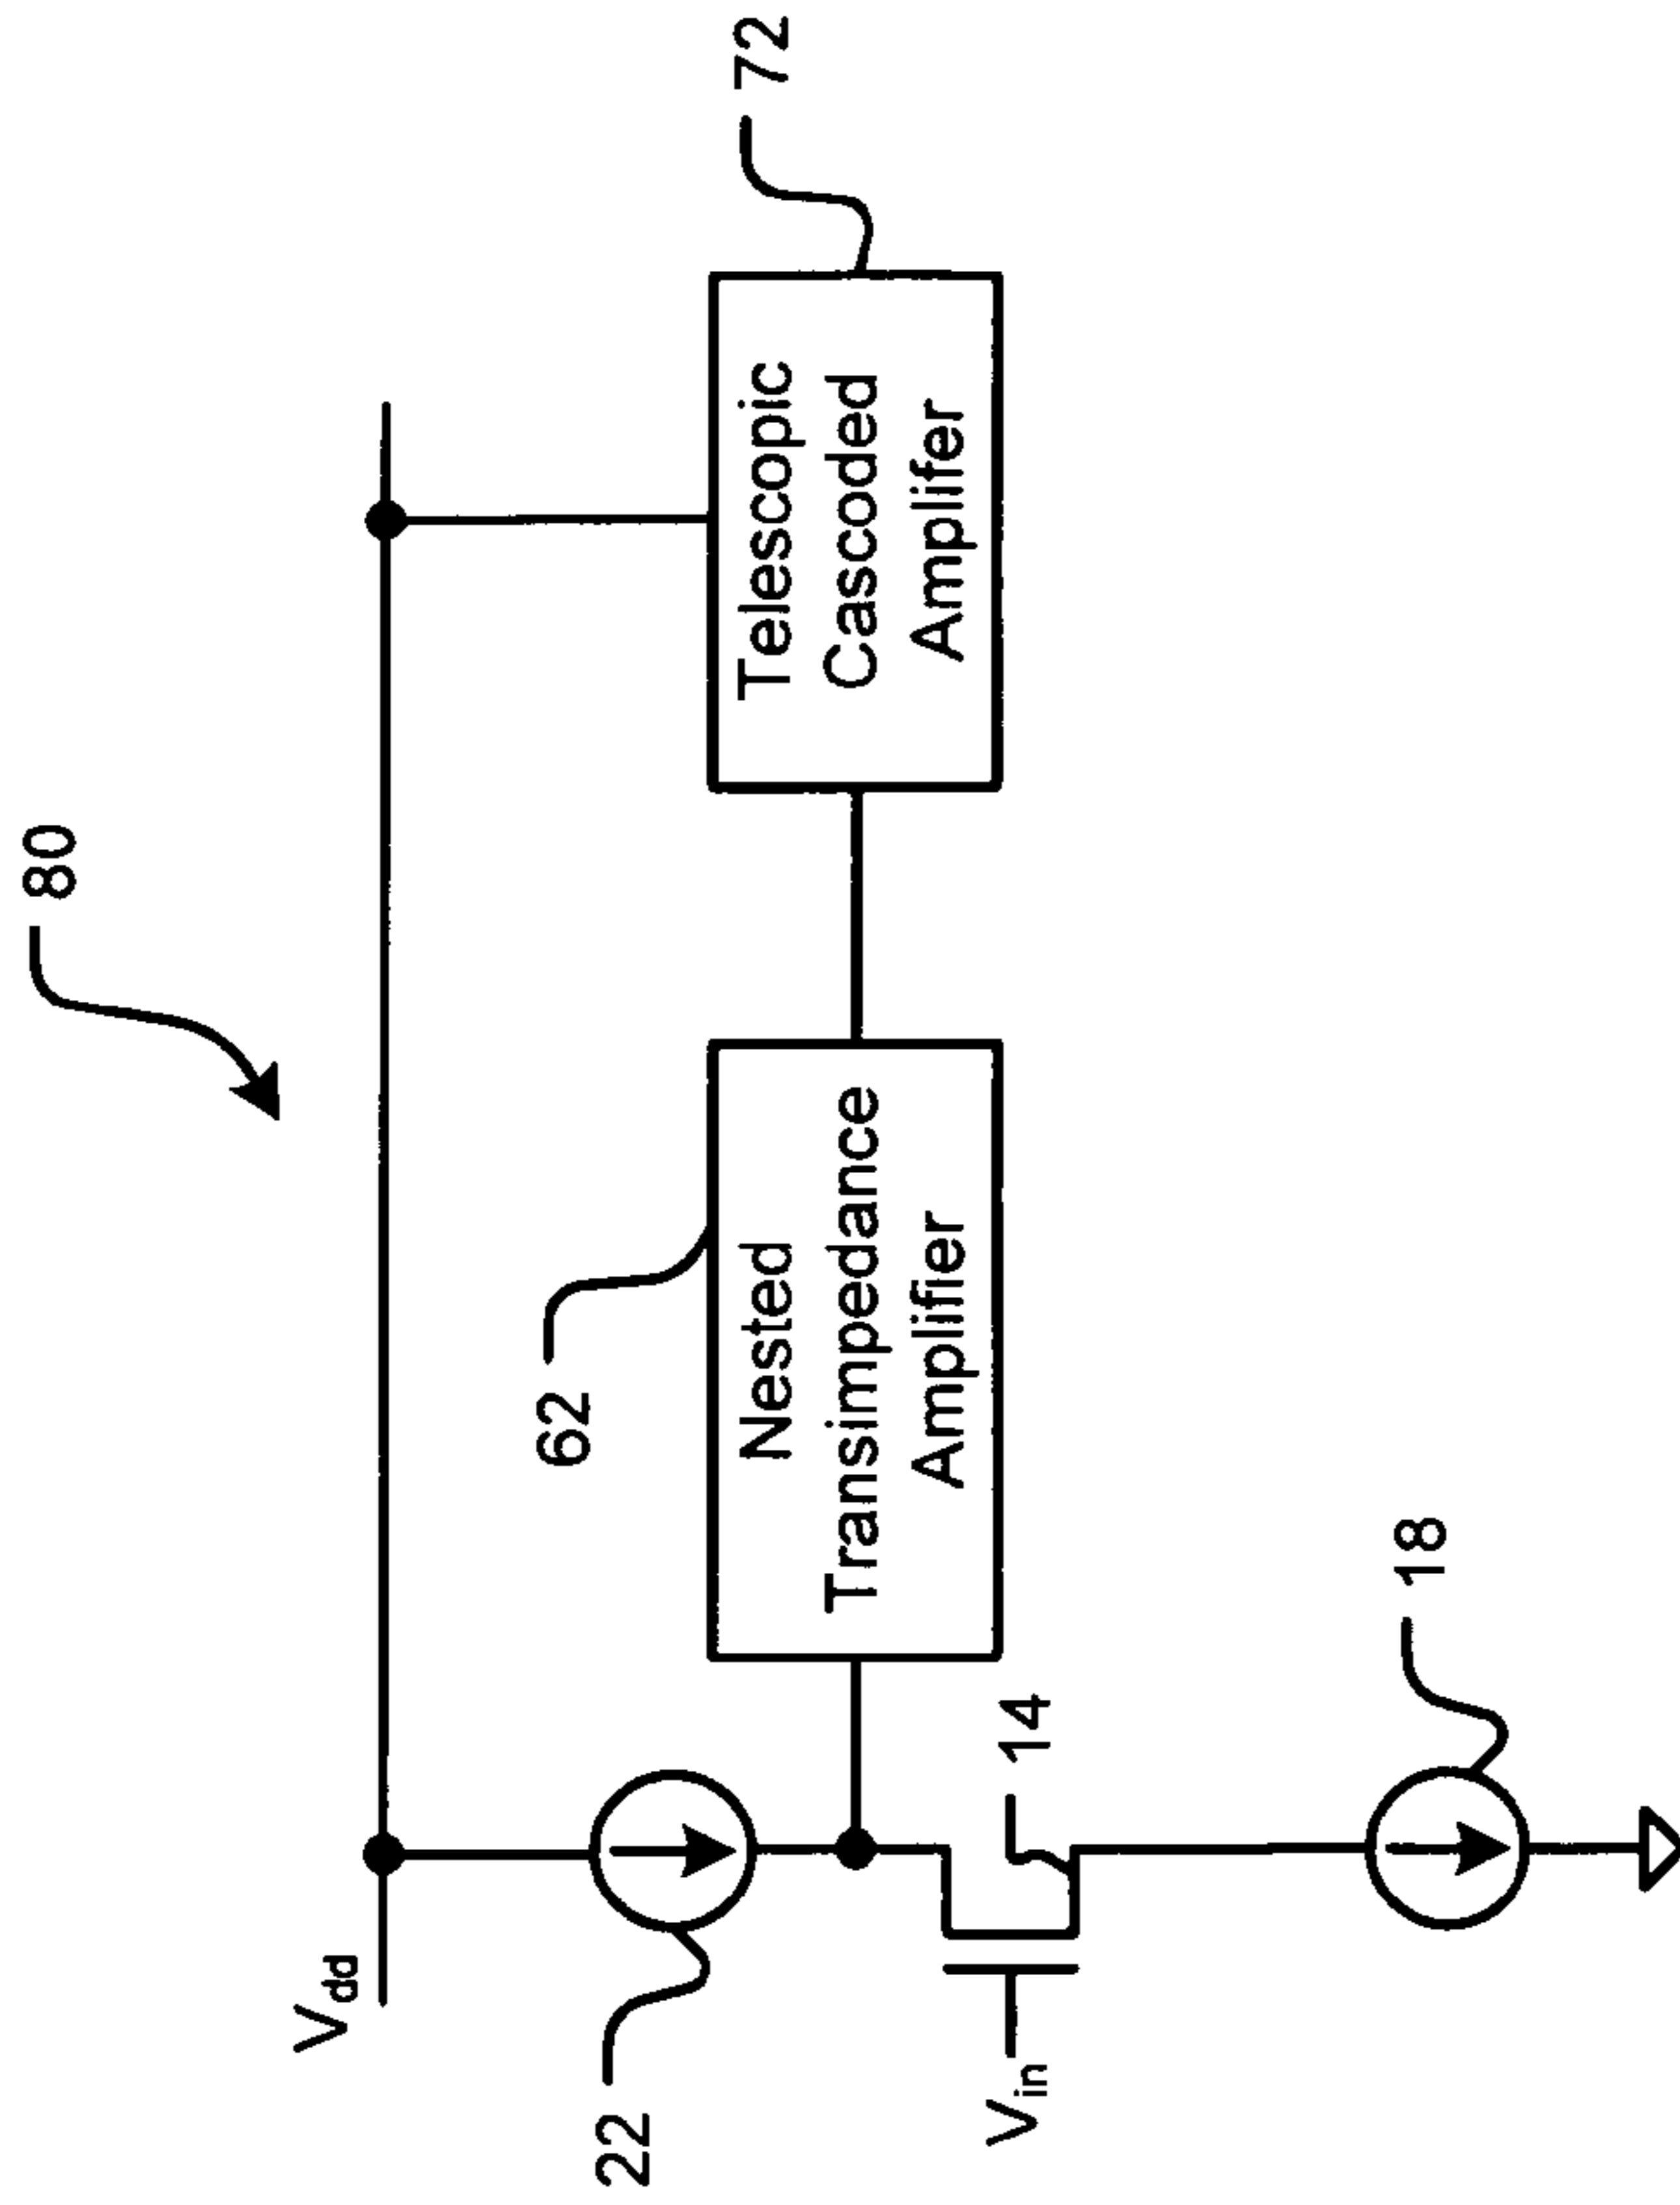 80
Vdd
22
62
72
Nested
Transimpedance
Amplifier
Telescopic
Cascoded
Amplifer
Vin
14
18